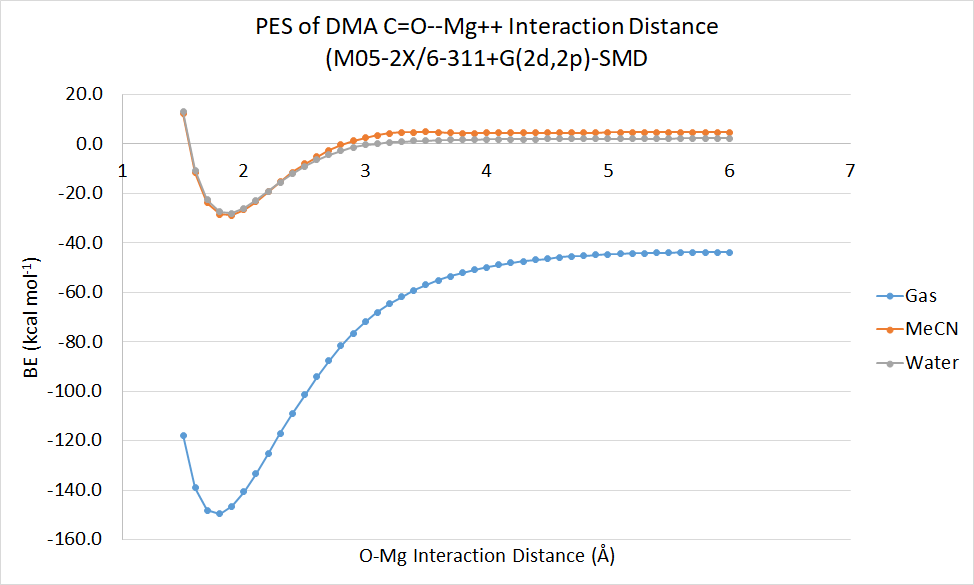 PES of DMA C=O--Mg++ Interaction Distance
(M05-2X/6-311+G(2d,2p)-SMD
20.0
0.0
-20.0
-40.0
-60.0
-80.0
-100.0
-120.0
-140.0
-160.0
1 2 3 4 5 6 7
BE (kcal mol-1)
O-Mg Interaction Distance (Å)
Gas
MeCN
Water